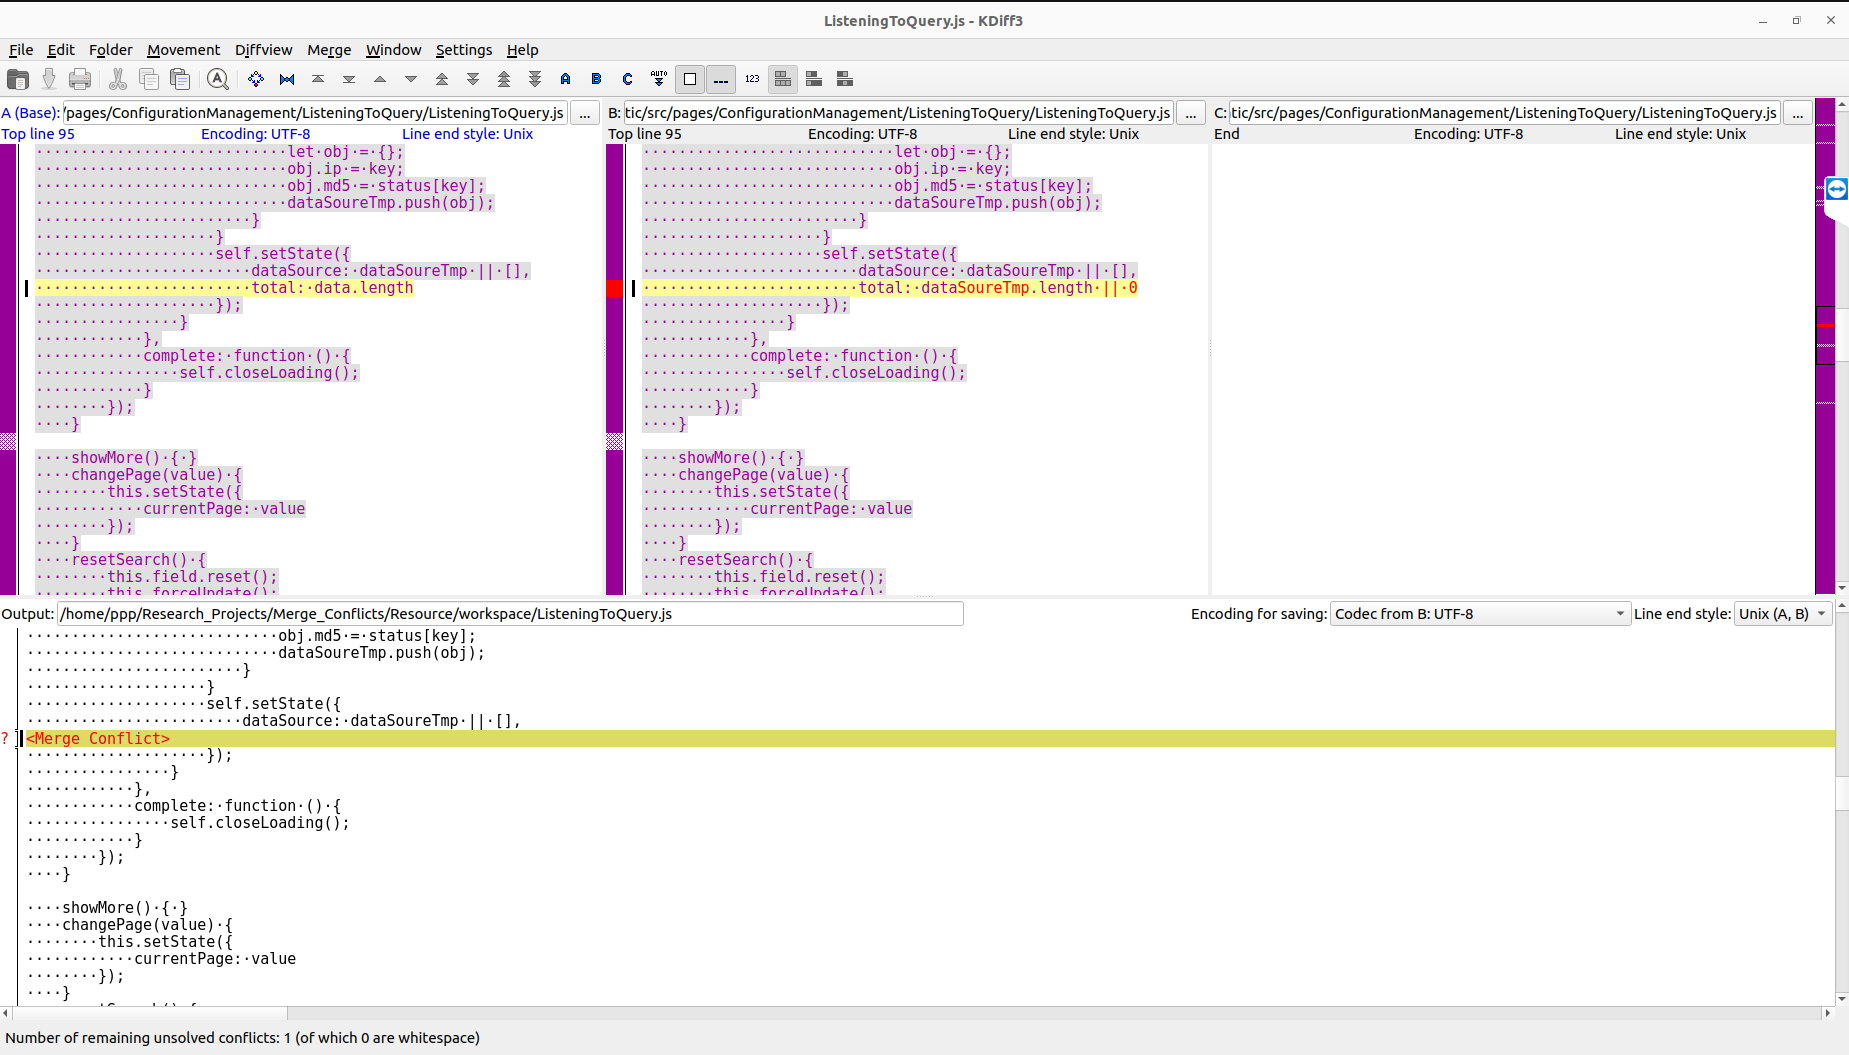 ListeningToQuery.js - KDiff3
File Edit Folder Movement Diffview Merge Window Settings Help
A B C AUTO 123
A (Base): /pages/ConfigurationManagement/ListeningToQuery/ListeningToQuery.js ...
Top line 95 Encoding: UTF-8 Line end style: Unix
····························let·obj·=·{};
····························obj.ip·=·key;
····························obj.md5·=·status[key];
····························dataSoureTmp.push(obj);
························}
····················}
····················self.setState({
························dataSource:·dataSoureTmp·||·[],
························total:·data.length
····················});
················}
············},
············complete:·function·()·{
················self.closeLoading();
············}
········});
····}
····showMore()·{·}
····changePage(value)·{
········this.setState({
············currentPage:·value
········});
····}
····resetSearch()·{
········this.field.reset();
········this.forceUpdate();
B: tic/src/pages/ConfigurationManagement/ListeningToQuery/ListeningToQuery.js ...
Top line 95 Encoding: UTF-8 Line end style: Unix
····························let·obj·=·{};
····························obj.ip·=·key;
····························obj.md5·=·status[key];
····························dataSoureTmp.push(obj);
························}
····················}
····················self.setState({
························dataSource:·dataSoureTmp·||·[],
························total:·dataSoureTmp.length·||·0
····················});
················}
············},
············complete:·function·()·{
················self.closeLoading();
············}
········});
····}
····showMore()·{·}
····changePage(value)·{
········this.setState({
············currentPage:·value
········});
····}
····resetSearch()·{
········this.field.reset();
········this.forceUpdate();
C: tic/src/pages/ConfigurationManagement/ListeningToQuery/ListeningToQuery.js ...
End Encoding: UTF-8 Line end style: Unix
Output: /home/ppp/Research_Projects/Merge_Conflicts/Resource/workspace/ListeningToQuery.js Encoding for saving: Codec from B: UTF-8 Line end style: Unix (A, B)
····························obj.md5·=·status[key];
····························dataSoureTmp.push(obj);
························}
····················}
····················self.setState({
························dataSource:·dataSoureTmp·||·[],
? <Merge Conflict>
····················});
················}
············},
············complete:·function·()·{
················self.closeLoading();
············}
········});
····}
····showMore()·{·}
····changePage(value)·{
········this.setState({
············currentPage:·value
········});
····}
Number of remaining unsolved conflicts: 1 (of which 0 are whitespace)